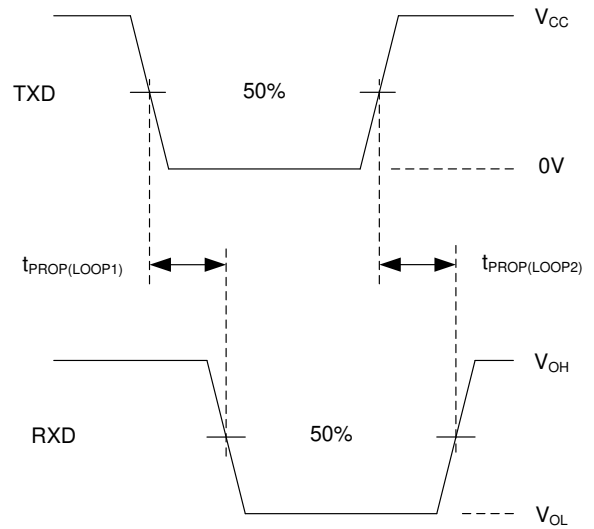 V_CC
TXD
50%
0V
t_PROP(LOOP1)
t_PROP(LOOP2)
V_OH
RXD
50%
V_OL